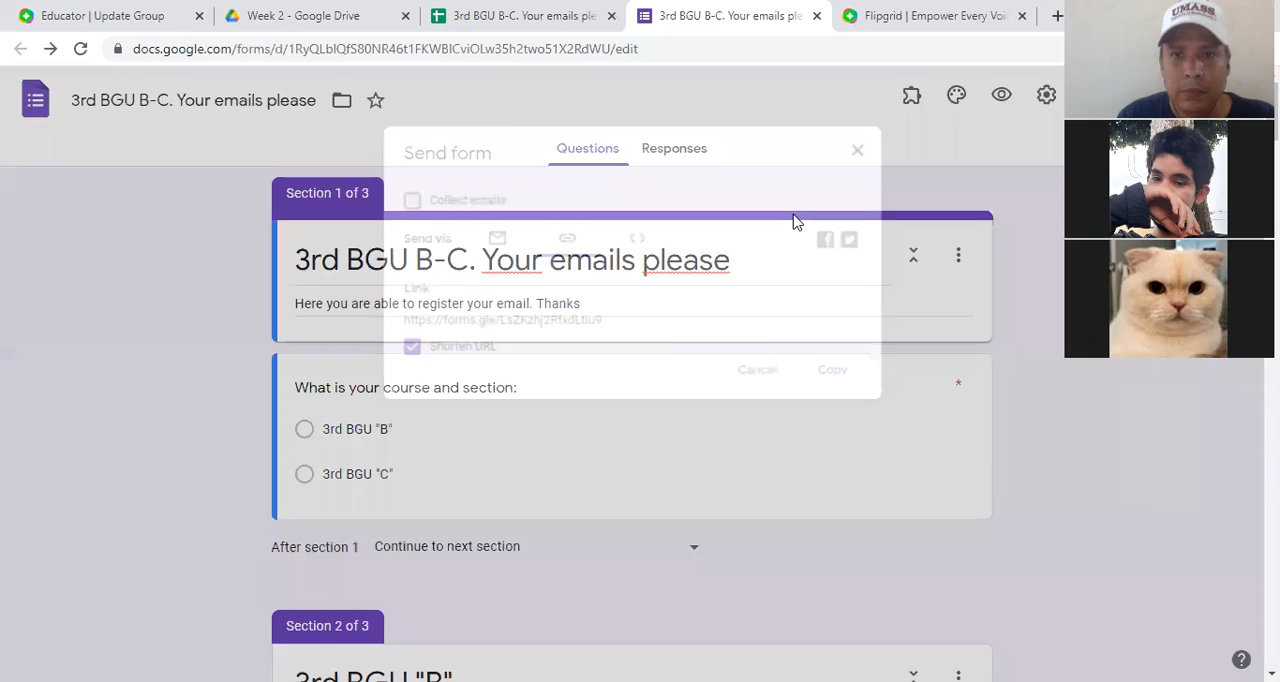 Educator | Update Group
Week 2 - Google Drive
3rd BGU B-C. Your emails ple
3rd BGU B-C. Your emails ple
Flipgrid | Empower Every Voi
docs.google.com/forms/d/1RyQLbIQfS80NR46t1FKWBlCviOLw35h2two51X2RdWU/edit
UMASS
3rd BGU B-C. Your emails please
Send form
Questions
Responses
Section 1 of 3
Collect emails
Send via
3rd BGU B-C. Your emails please
Link
Here you are able to register your email. Thanks
https://forms.gle/LsZKzhj2RfxdLtiu9
Shorten URL
Cancel
Copy
What is your course and section:
*
3rd BGU "B"
3rd BGU "C"
After section 1
Continue to next section
Section 2 of 3
3rd BGU "B"